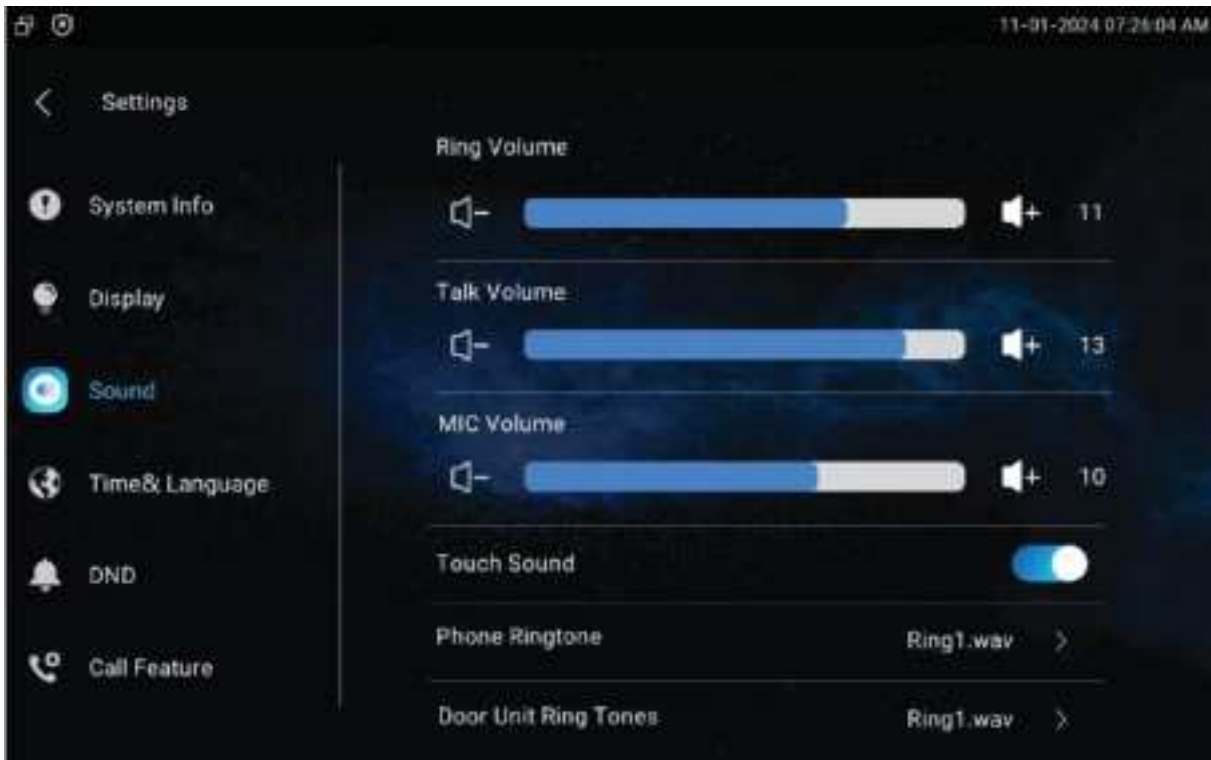 11-01-2024 07:26:04 AM
Settings
System Info
Display
Sound
Time& Language
DND
Call Feature
Ring Volume
11
Talk Volume
13
MIC Volume
10
Touch Sound
Phone Ringtone Ring1.wav
Door Unit Ring Tones Ring1.wav